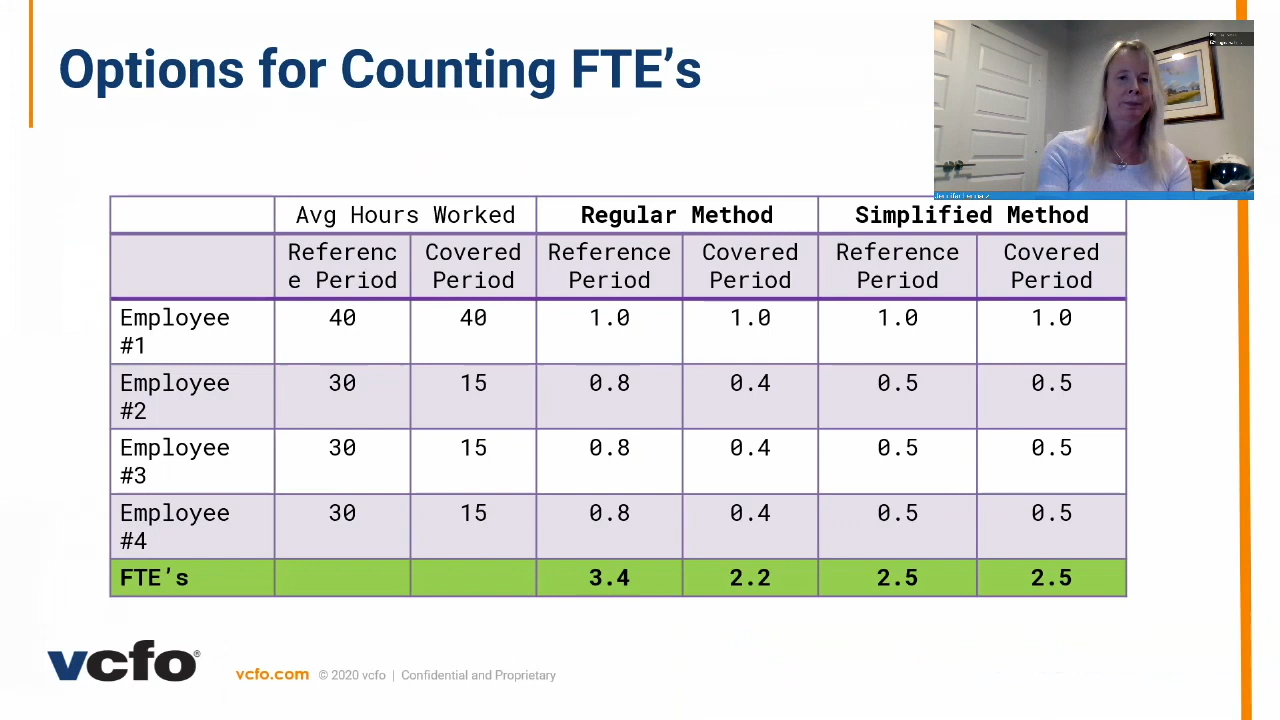 Options for Counting FTE's
Avg Hours Worked Regular Method Simplified Method
Referenc Covered Reference Covered Reference Covered
e Period Period Period Period Period Period
Employee 40 40 1.0 1.0 1.0 1.0
#1
Employee 30 15 0.8 0.4 0.5 0.5
#2
Employee 30 15 0.8 0.4 0.5 0.5
#3
Employee 30 15 0.8 0.4 0.5 0.5
#4
FTE's 3.4 2.2 2.5 2.5
vcfo®
vcfo.com © 2020 vcfo | Confidential and Proprietary